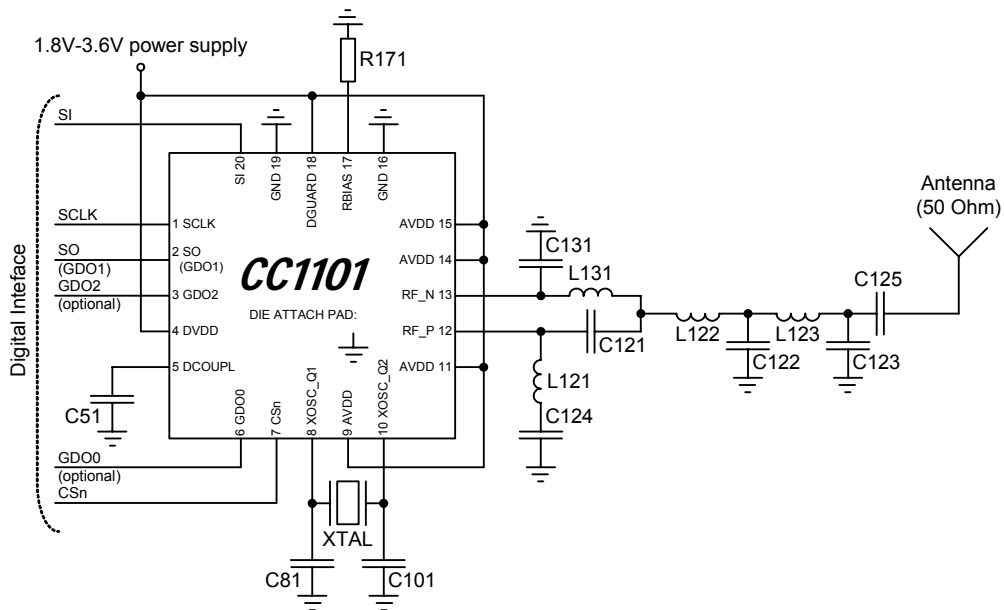 1.8V-3.6V power supply
R171
Antenna
(50 Ohm)
Digital Inteface
SI
SCLK
SO
(GDO1)
GDO2
(optional)
GDO0
(optional)
CSn
SI 20
GND 19
DGUARD 18
RBIAS 17
GND 16
1 SCLK
2 SO
(GDO1)
3 GDO2
4 DVDD
5 DCOUPL
CC1101
DIE ATTACH PAD:
AVDD 15
AVDD 14
RF_N 13
RF_P 12
AVDD 11
6 GDO0
7 CSn
8 XOSC_Q1
9 AVDD
10 XOSC_Q2
C131
L131
C125
C121
L122
L123
C122
C123
L121
C124
C51
XTAL
C81
C101